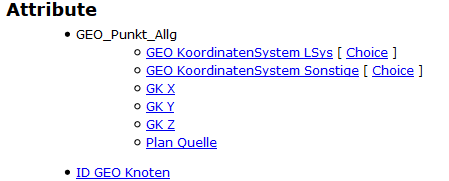 Attribute
GEO_Punkt_Allg
GEO KoordinatenSystem LSys [ Choice ]
GEO KoordinatenSystem Sonstige [ Choice ]
GK X
GK Y
GK Z
Plan Quelle
ID GEO Knoten